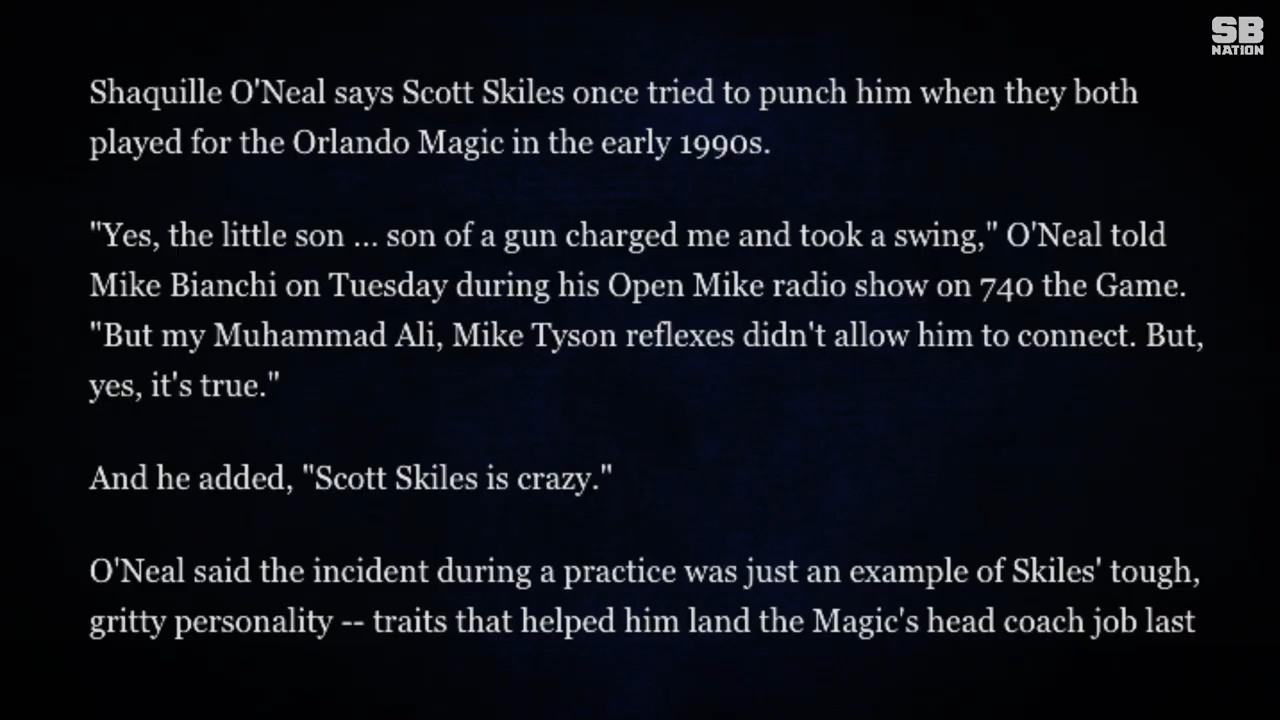 SB
NATION
Shaquille O'Neal says Scott Skiles once tried to punch him when they both
played for the Orlando Magic in the early 1990s.
"Yes, the little son ... son of a gun charged me and took a swing," O'Neal told
Mike Bianchi on Tuesday during his Open Mike radio show on 740 the Game.
"But my Muhammad Ali, Mike Tyson reflexes didn't allow him to connect. But,
yes, it's true."
And he added, "Scott Skiles is crazy."
O'Neal said the incident during a practice was just an example of Skiles' tough,
gritty personality -- traits that helped him land the Magic's head coach job last